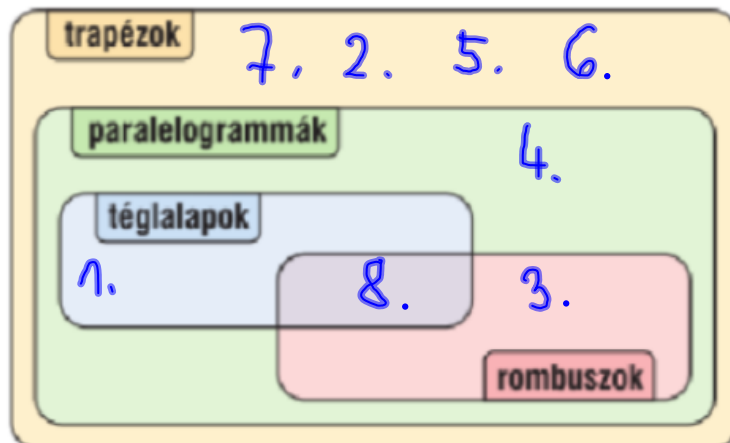 trapézok 7. 2. 5. 6.
paralelogrammák 4.
téglalapok
1. 8. 3.
rombuszok